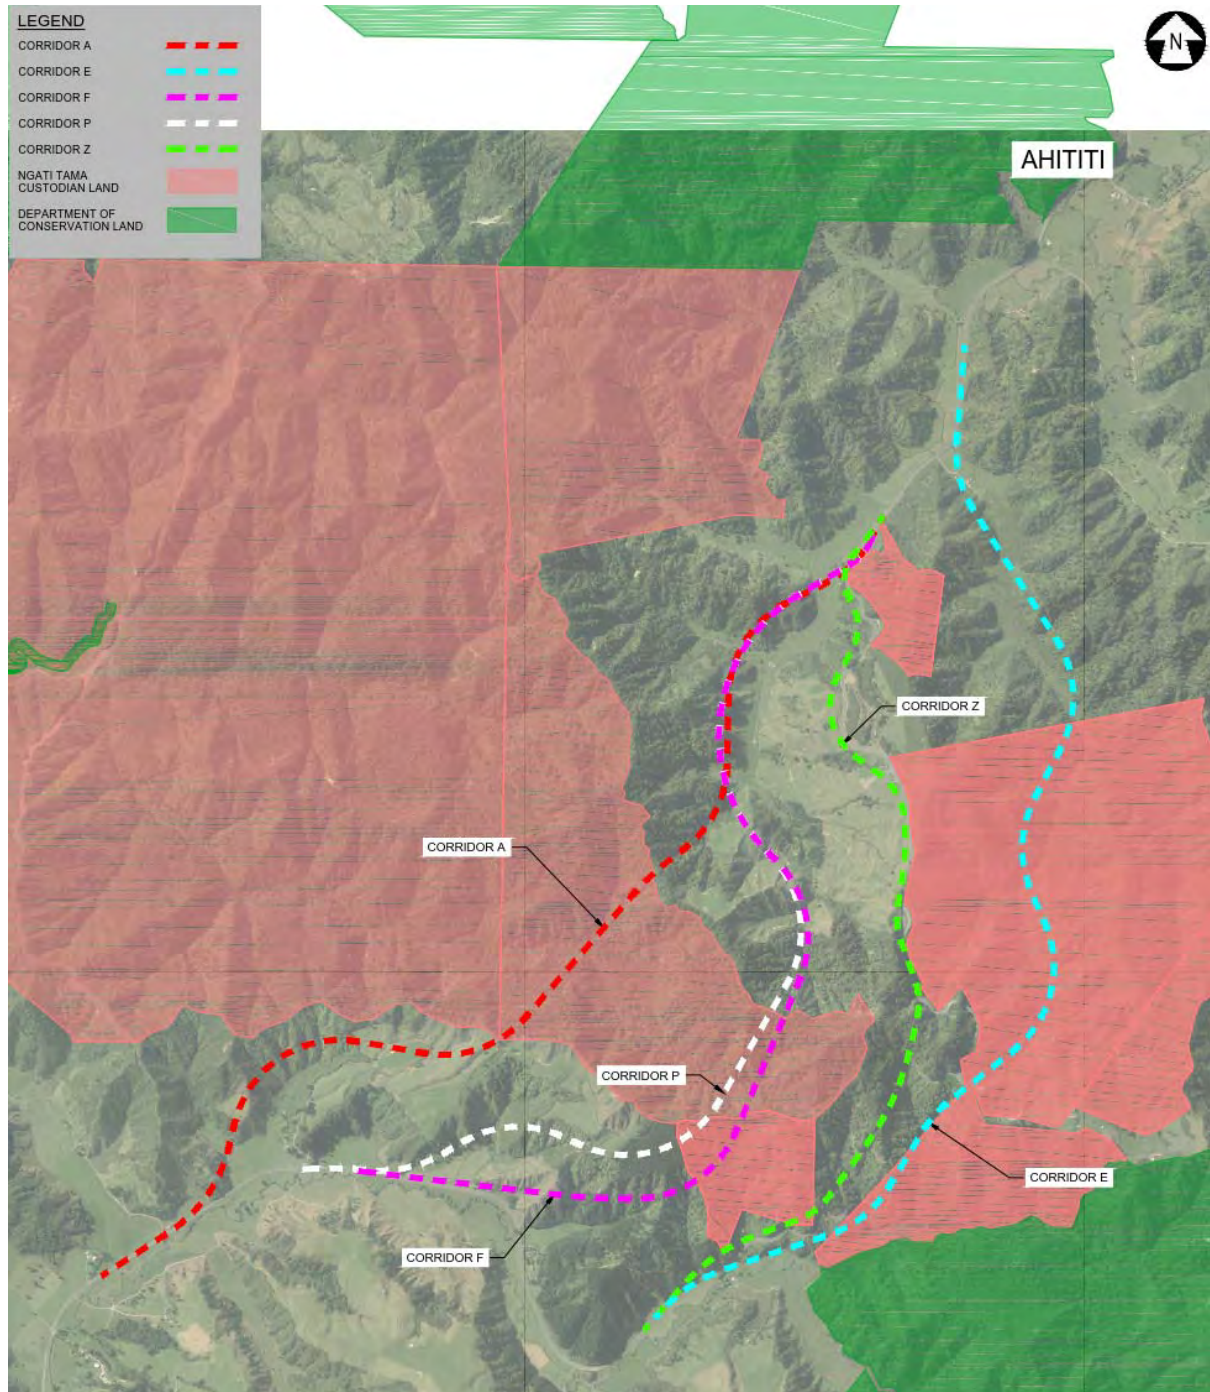 LEGEND
CORRIDOR A
CORRIDOR E
CORRIDOR F
CORRIDOR P
CORRIDOR Z
NGATI TAMA
CUSTODIAN LAND
DEPARTMENT OF
CONSERVATION LAND
N
AHITITI
CORRIDOR Z
CORRIDOR A
CORRIDOR P
CORRIDOR E
CORRIDOR F